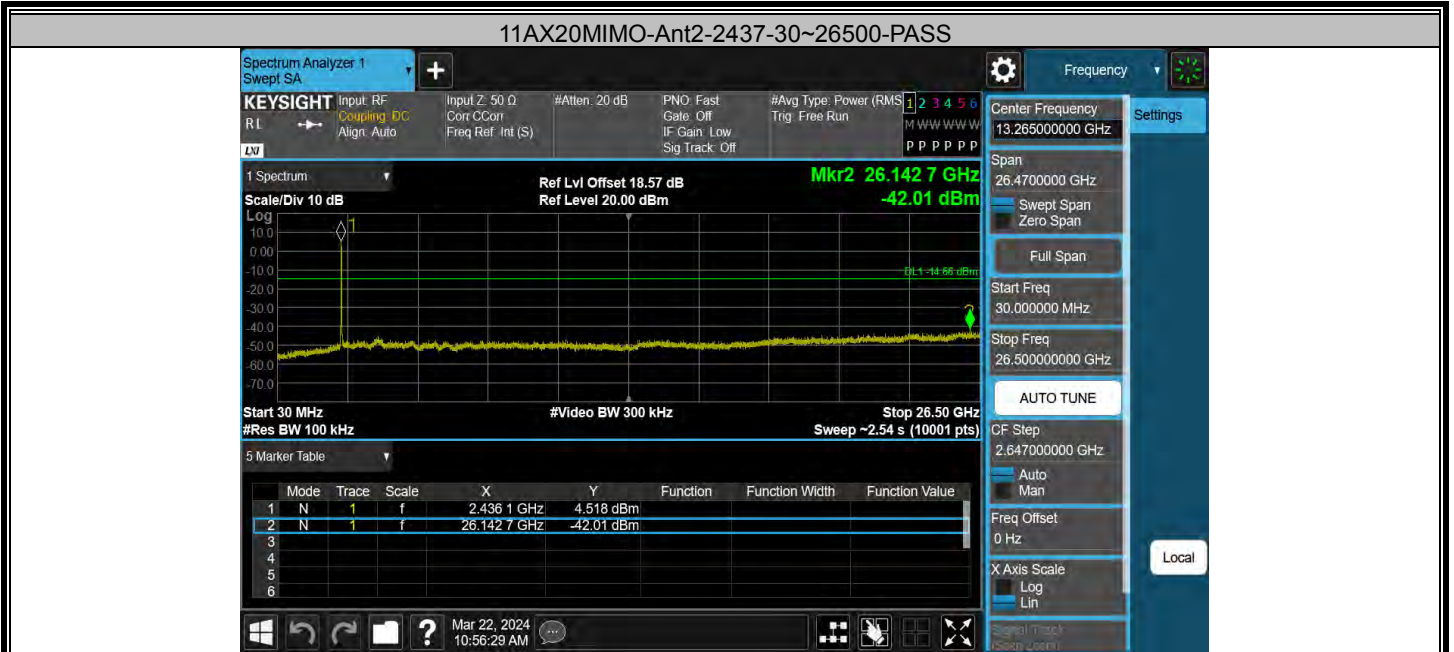 11AX20MIMO-Ant2-2437-30~26500-PASS
Spectrum Analyzer 1
Swept SA
Frequency
KEYSIGHT
RL
LXI
Input: RF
Coupling: DC
Align: Auto
Input Z: 50 Ω
Corr CCorr
Freq Ref: Int (S)
#Atten: 20 dB
PNO: Fast
Gate: Off
IF Gain: Low
Sig Track: Off
#Avg Type: Power (RMS
Trig: Free Run
1 2 3 4 5 6
M W W W W W
P P P P P P
1 Spectrum
Scale/Div 10 dB
Log
Ref Lvl Offset 18.57 dB
Ref Level 20.00 dBm
Mkr2 26.142 7 GHz
-42.01 dBm
10.0
0.00
-10.0
-20.0
-30.0
-40.0
-50.0
-60.0
-70.0
1
2
DL1 -14.66 dBm
Start 30 MHz
#Video BW 300 kHz
Stop 26.50 GHz
#Res BW 100 kHz
Sweep ~2.54 s (10001 pts)
5 Marker Table
Mode Trace Scale X Y Function Function Width Function Value
1 N 1 f 2.436 1 GHz 4.518 dBm
2 N 1 f 26.142 7 GHz -42.01 dBm
3
4
5
6
Mar 22, 2024
10:56:29 AM
Center Frequency
13.265000000 GHz
Settings
Span
26.4700000 GHz
Swept Span
Zero Span
Full Span
Start Freq
30.000000 MHz
Stop Freq
26.500000000 GHz
AUTO TUNE
CF Step
2.647000000 GHz
Auto
Man
Freq Offset
0 Hz
X Axis Scale
Log
Lin
Local
Signal Track
(Span Zoom)